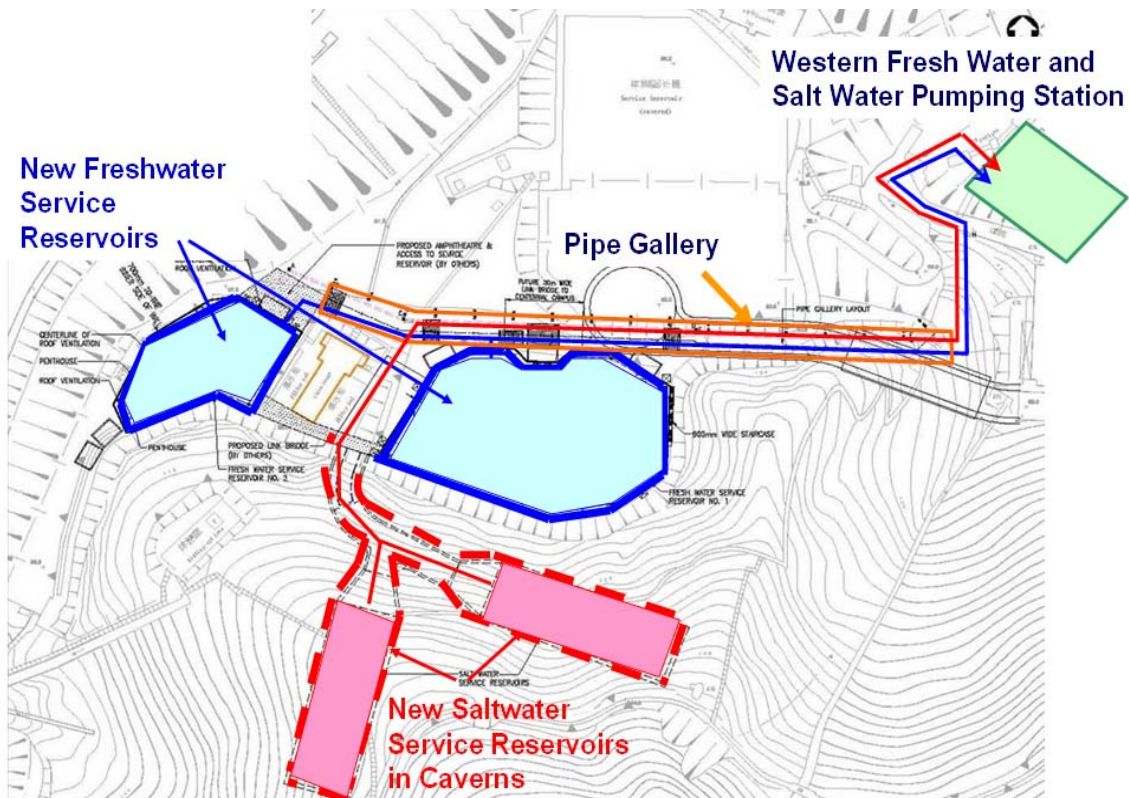 Western Fresh Water and
Salt Water Pumping Station
Service Reservoir
(covered)
New Freshwater
Service
Reservoirs
Pipe Gallery
PROPOSED AMPHITHEATRE &
ACCESS TO SEVROE
RESERVOIR (BY OTHERS)
ROOF VENTILATION
FUTURE 30m WIDE
LINK BRIDGE TO
CENTENNIAL CAMPUS
PIPE GALLERY LAYOUT
CENTERLINE OF
ROOF VENTILATION
PENTHOUSE
ROOF VENTILATION
PENTHOUSE
PROPOSED LINK BRIDGE
(BY OTHERS)
FRESH WATER SERVICE
RESERVOIR NO. 2
900mm WIDE STAIRCASE
FRESH WATER SERVICE
RESERVOIR NO. 1
SALT WATER
SERVICE RESERVOIRS
New Saltwater
Service Reservoirs
in Caverns